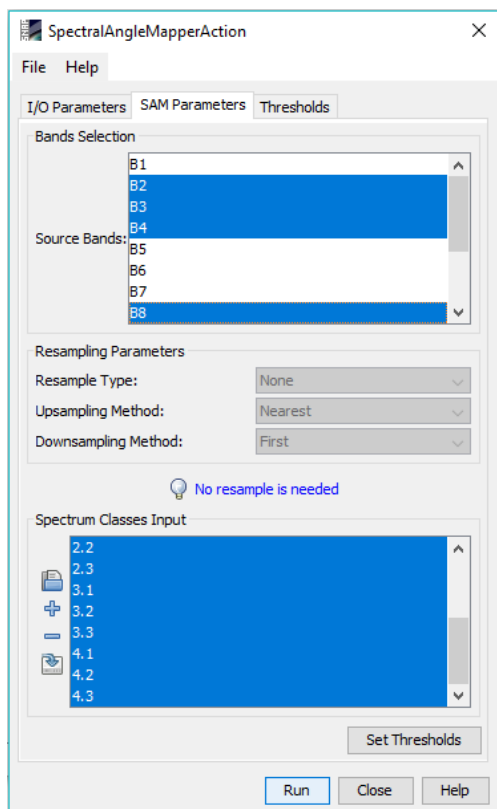 SpectralAngleMapperAction
File Help
I/O Parameters SAM Parameters Thresholds
Bands Selection
B1
B2
B3
B4
Source Bands:
B5
B6
B7
B8
Resampling Parameters
Resample Type: None
Upsampling Method: Nearest
Downsampling Method: First
No resample is needed
Spectrum Classes Input
2.2
2.3
3.1
3.2
3.3
4.1
4.2
4.3
Set Thresholds
Run Close Help